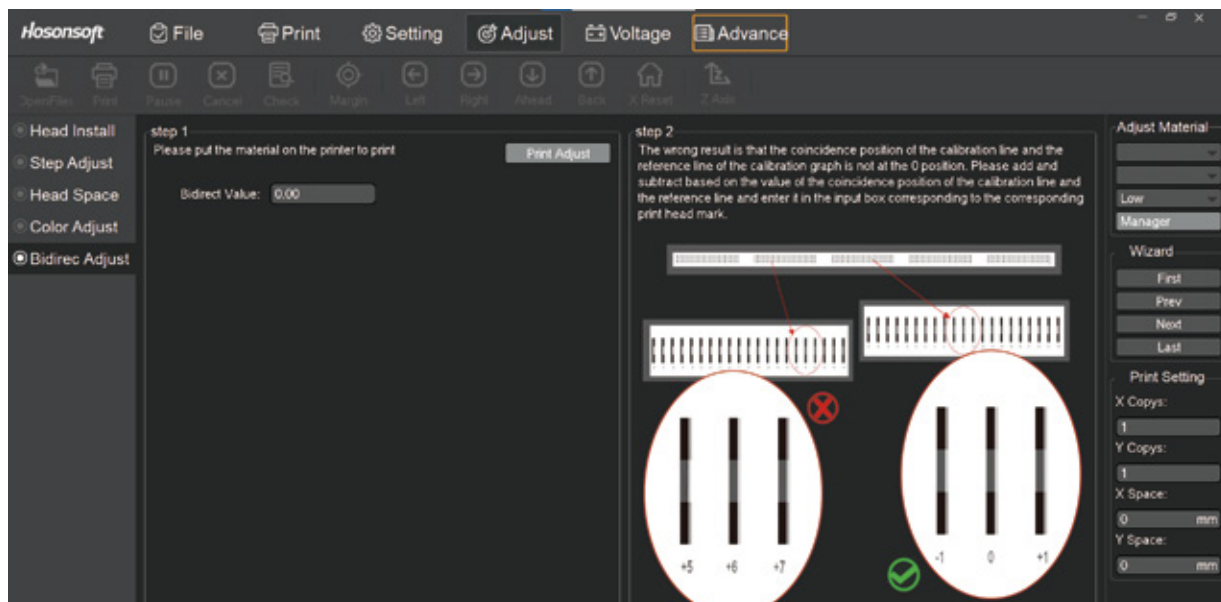 Hosonsoft
File
Print
Setting
Adjust
Voltage
Advance
OpenFiles
Print
Pause
Cancel
Check
Margin
Left
Right
Ahead
Back
X Reset
Z Axis
Head Install
Step Adjust
Head Space
Color Adjust
Bidirec Adjust
step 1
Please put the material on the printer to print
Print Adjust
Bidirect Value:
0.00
step 2
The wrong result is that the coincidence position of the calibration line and the
reference line of the calibration graph is not at the 0 position. Please add and
subtract based on the value of the coincidence position of the calibration line and
the reference line and enter it in the input box corresponding to the corresponding
print head mark.
+5 +6 +7
-1 0 +1
Adjust Material
Low
Manager
Wizard
First
Prev
Next
Last
Print Setting
X Copys:
1
Y Copys:
1
X Space:
0 mm
Y Space:
0 mm